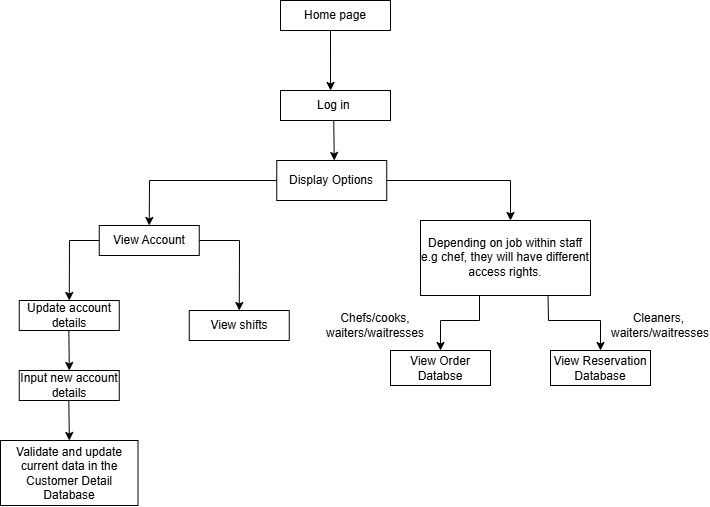 Home page
Log in
Display Options
View Account
Depending on job within staff
e.g chef, they will have different
access rights.
Update account
details
View shifts
Chefs/cooks,
waiters/waitresses
Cleaners,
waiters/waitresses
View Order
Databse
View Reservation
Database
Input new account
details
Validate and update
current data in the
Customer Detail
Database